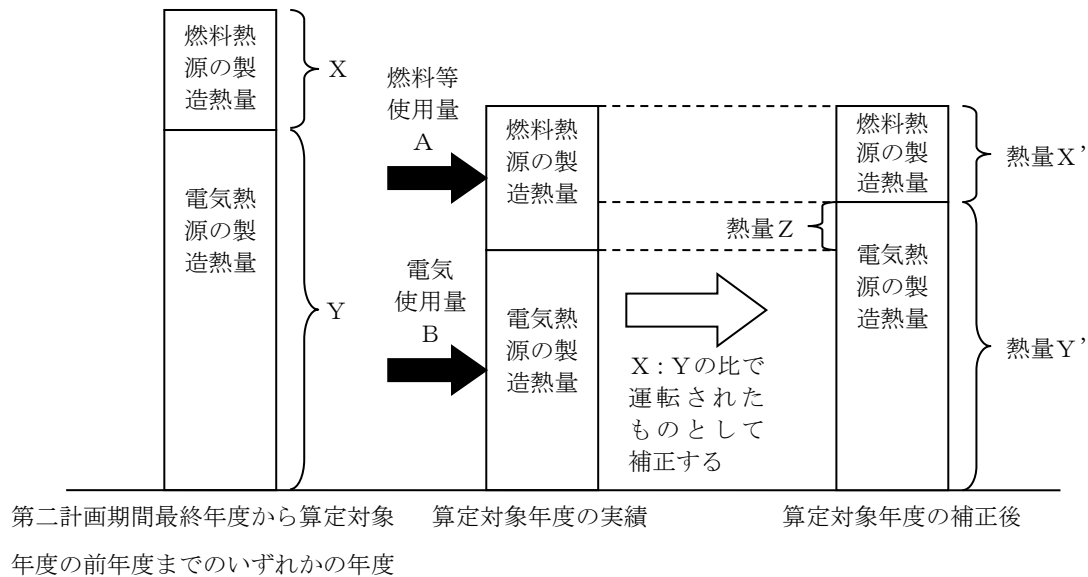 燃料熱
源の製
造熱量
X
電気熱
源の製
造熱量
Y
燃料等
使用量
A
電気
使用量
B
燃料熱
源の製
造熱量
電気熱
源の製
造熱量
熱量Z
X：Yの比で
運転された
ものとして
補正する
燃料熱
源の製
造熱量
電気熱
源の製
造熱量
熱量X’
熱量Y’
第二計画期間最終年度から算定対象
年度の前年度までのいずれかの年度
算定対象年度の実績
算定対象年度の補正後